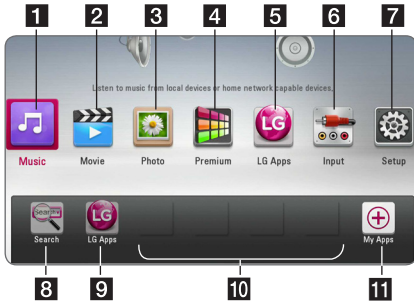 1 2 3 4 5 6 7
Listen to music from local devices or home network capable devices.
LG
Music Movie Photo Premium LG Apps Input Setup
Search LG
Search LG Apps My Apps
8 9 10 11